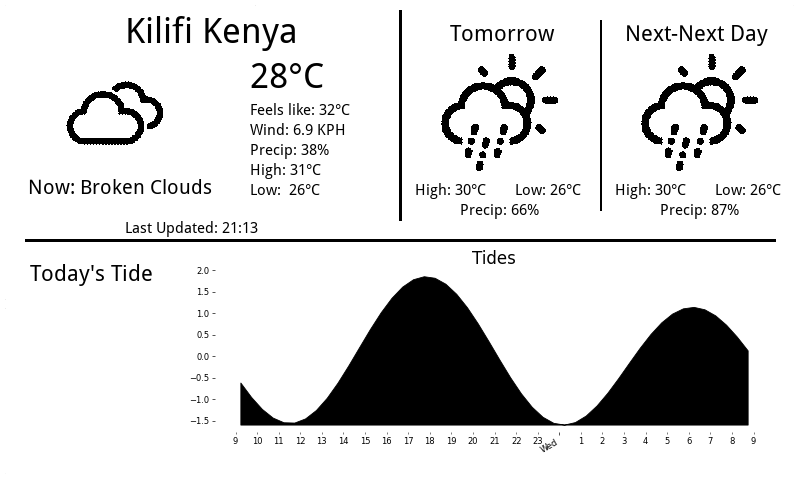 Kilifi Kenya
28°C
Feels like: 32°C
Wind: 6.9 KPH
Precip: 38%
High: 31°C
Low: 26°C
Now: Broken Clouds
Last Updated: 21:13
Tomorrow
High: 30°C Low: 26°C
Precip: 66%
Next-Next Day
High: 30°C Low: 26°C
Precip: 87%
Today's Tide
Tides
2.0
1.5
1.0
0.5
0.0
−0.5
−1.0
−1.5
9 10 11 12 13 14 15 16 17 18 19 20 21 22 23 Wed 1 2 3 4 5 6 7 8 9